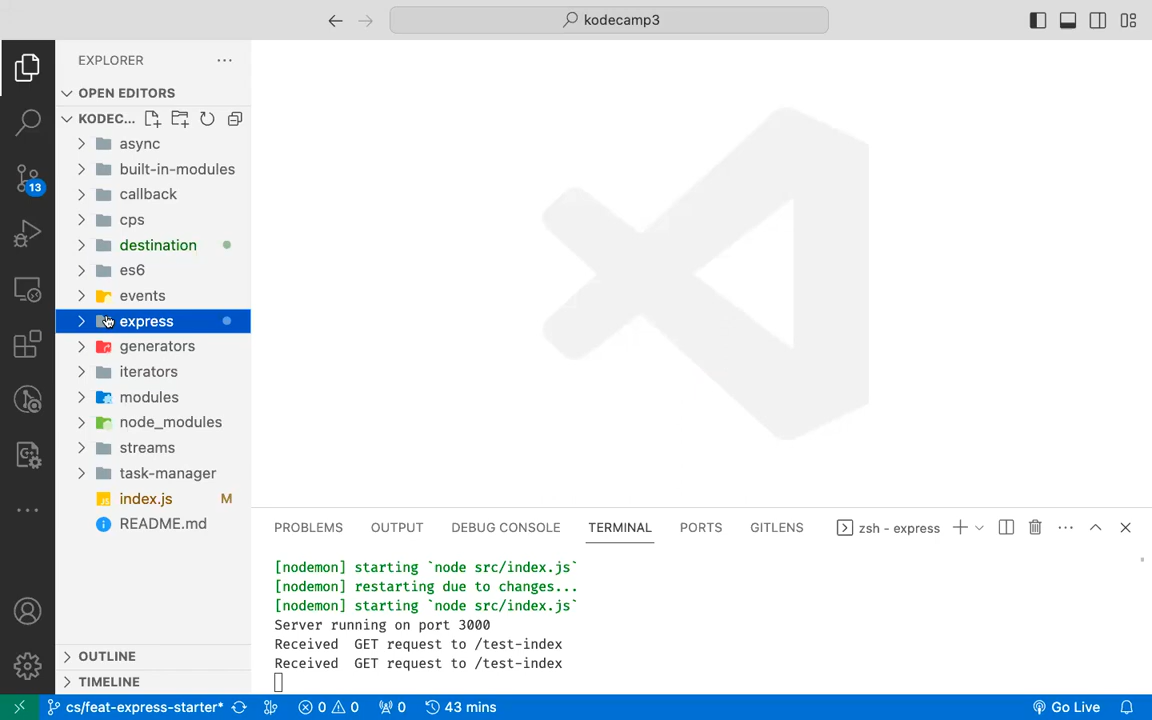 kodecamp3
EXPLORER
OPEN EDITORS
KODEC...
async
built-in-modules
callback
cps
destination
es6
events
express
generators
iterators
modules
node_modules
streams
task-manager
index.js M
README.md
OUTLINE
TIMELINE
13
PROBLEMS OUTPUT DEBUG CONSOLE TERMINAL PORTS GITLENS zsh - express
[nodemon] starting `node src/index.js`
[nodemon] restarting due to changes...
[nodemon] starting `node src/index.js`
Server running on port 3000
Received  GET request to /test-index
Received  GET request to /test-index
cs/feat-express-starter* 0 0 0 43 mins Go Live